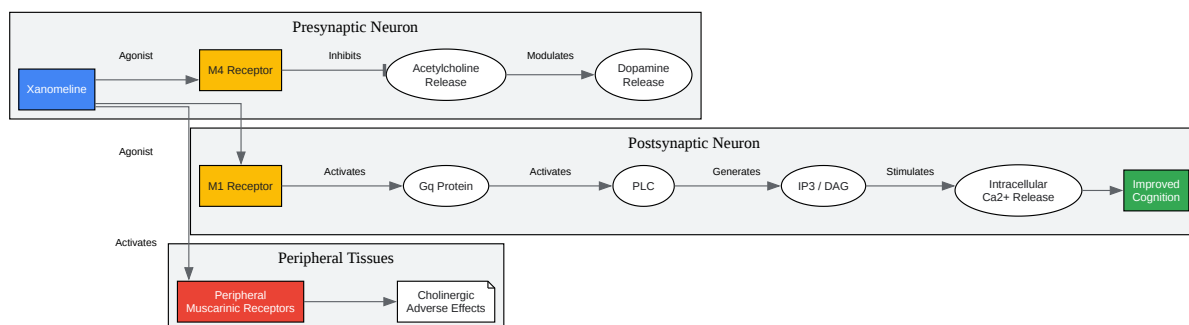 Presynaptic Neuron
Agonist
Inhibits
Modulates
Xanomeline
M4 Receptor
Acetylcholine
Release
Dopamine
Release
Postsynaptic Neuron
Agonist
M1 Receptor
Activates
Gq Protein
Activates
PLC
Generates
IP3 / DAG
Stimulates
Intracellular
Ca2+ Release
Improved
Cognition
Activates
Peripheral Tissues
Peripheral
Muscarinic Receptors
Cholinergic
Adverse Effects